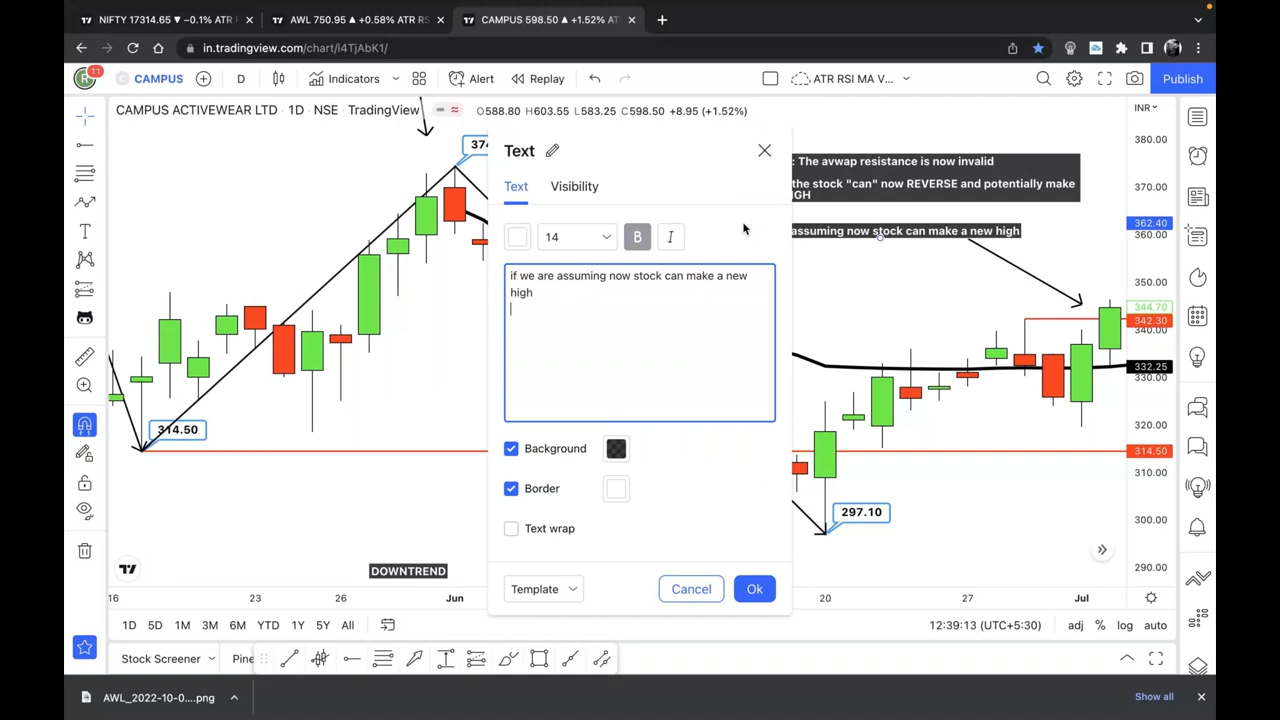 NIFTY 17314.65 ▼ −0.1% ATR
AWL 750.95 ▲ +0.58% ATR RS
CAMPUS 598.50 ▲ +1.52% AT
in.tradingview.com/chart/I4TjAbK1/
11
CAMPUS
D
Indicators
Alert
Replay
ATR RSI MA V...
Publish
CAMPUS ACTIVEWEAR LTD · 1D · NSE · TradingView
O588.80 H603.55 L583.25 C598.50 +8.95 (+1.52%)
INR
380.00
374
Text
: The avwap resistance is now invalid
the stock "can" now REVERSE and potentially make
HIGH
370.00
Text
Visibility
362.40
360.00
assuming now stock can make a new high
14
B
I
if we are assuming now stock can make a new
high
350.00
344.70
342.30
340.00
332.25
330.00
320.00
314.50
314.50
310.00
300.00
290.00
297.10
Background
Border
Text wrap
DOWNTREND
Template
Cancel
Ok
16
23
26
Jun
20
27
Jul
1D
5D
1M
3M
6M
YTD
1Y
5Y
All
12:39:13 (UTC+5:30)
adj
%
log
auto
Stock Screener
Pine
AWL_2022-10-0....png
Show all